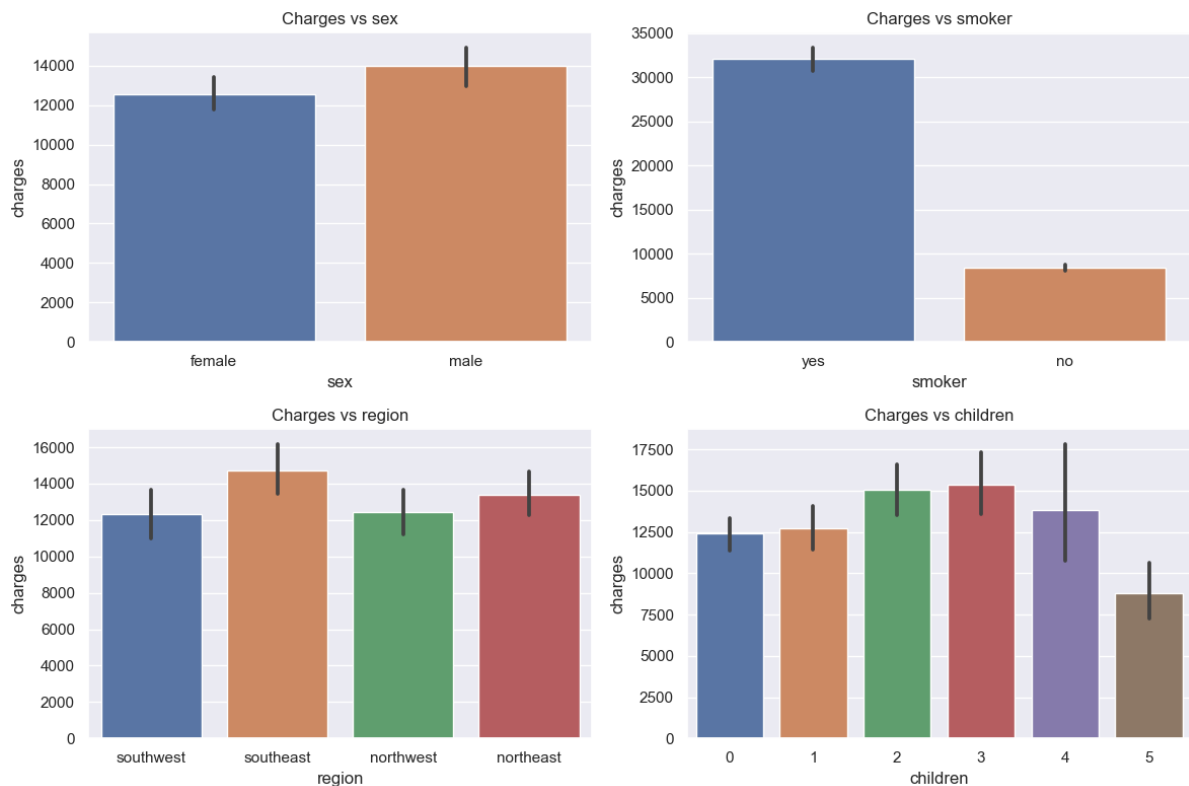 Charges vs sex
charges
14000
12000
10000
8000
6000
4000
2000
0
female male
sex
Charges vs smoker
charges
35000
30000
25000
20000
15000
10000
5000
0
yes no
smoker
Charges vs region
charges
16000
14000
12000
10000
8000
6000
4000
2000
0
southwest southeast northwest northeast
region
Charges vs children
charges
17500
15000
12500
10000
7500
5000
2500
0
0 1 2 3 4 5
children